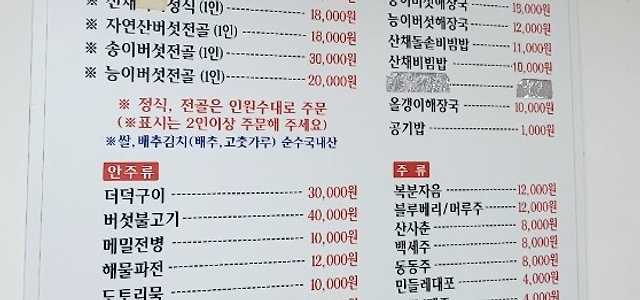 정식 (1인) 18,000원
※ 자연산버섯전골 (1인) 18,000원
※ 송이버섯전골 (1인) 30,000원
※ 능이버섯전골 (1인) 20,000원
※ 정식, 전골은 인원수대로 주문
(※표시는 2인이상 주문해 주세요)
※쌀,배추김치(배추,고춧가루) 순수국내산
안주류
더덕구이 30,000원
버섯불고기 40,000원
메밀전병 10,000원
해물파전 12,000원
도토리묵 10,000원
송이버섯해장국
능이버섯해장국 12,000원
산채돌솥비빔밥 11,000원
산채비빔밥 10,000원
올갱이해장국 10,000원
공기밥 1,000원
주류
복분자음 12,000원
블루베리/머루주 12,000원
산사춘 8,000원
백세주 8,000원
동동주 8,000원
민들레대포 4,000원
4,000원